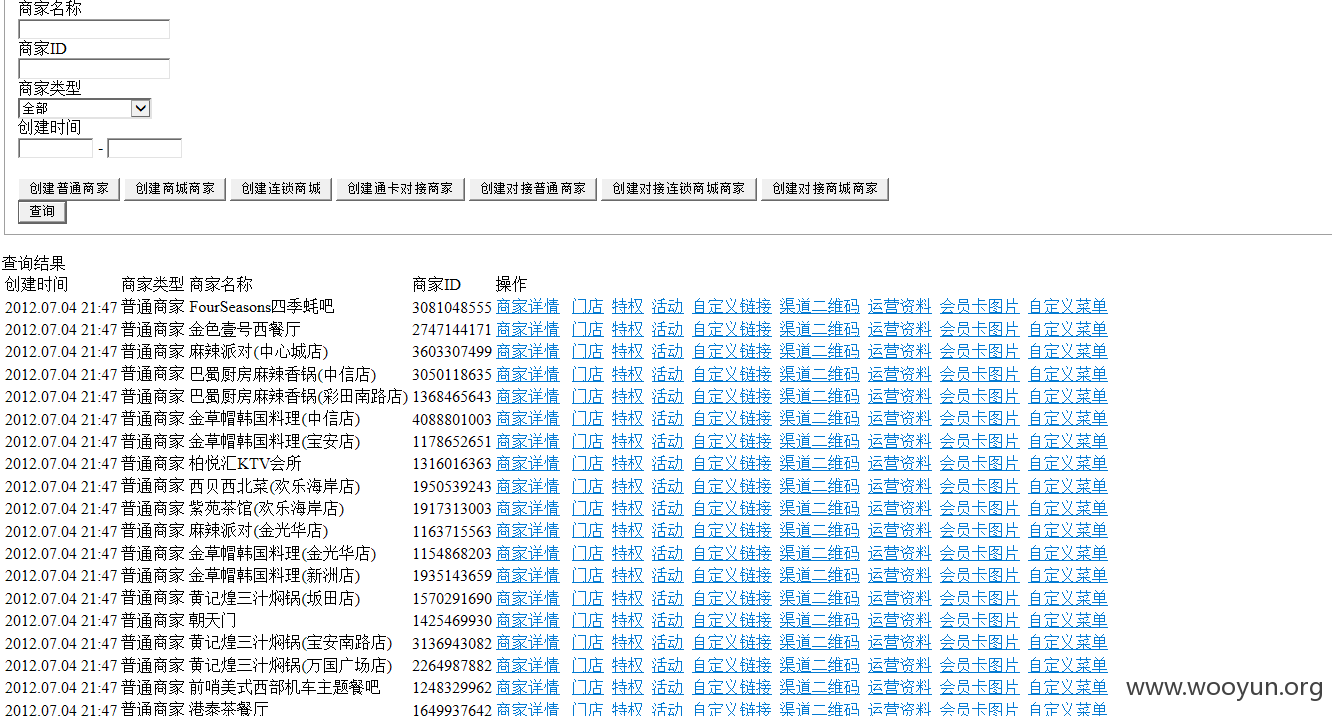 商家名称
商家ID
商家类型
全部
创建时间
-
创建普通商家 创建商城商家 创建连锁商城 创建通卡对接商家 创建对接普通商家 创建对接连锁商城商家 创建对接商城商家
查询
查询结果
创建时间 商家类型 商家名称 商家ID 操作
2012.07.04 21:47 普通商家 FourSeasons四季蚝吧 3081048555 商家详情 门店 特权 活动 自定义链接 渠道二维码 运营资料 会员卡图片 自定义菜单
2012.07.04 21:47 普通商家 金色壹号西餐厅 2747144171 商家详情 门店 特权 活动 自定义链接 渠道二维码 运营资料 会员卡图片 自定义菜单
2012.07.04 21:47 普通商家 麻辣派对(中心城店) 3603307499 商家详情 门店 特权 活动 自定义链接 渠道二维码 运营资料 会员卡图片 自定义菜单
2012.07.04 21:47 普通商家 巴蜀厨房麻辣香锅(中信店) 3050118635 商家详情 门店 特权 活动 自定义链接 渠道二维码 运营资料 会员卡图片 自定义菜单
2012.07.04 21:47 普通商家 巴蜀厨房麻辣香锅(彩田南路店) 1368465643 商家详情 门店 特权 活动 自定义链接 渠道二维码 运营资料 会员卡图片 自定义菜单
2012.07.04 21:47 普通商家 金草帽韩国料理(中信店) 4088801003 商家详情 门店 特权 活动 自定义链接 渠道二维码 运营资料 会员卡图片 自定义菜单
2012.07.04 21:47 普通商家 金草帽韩国料理(宝安店) 1178652651 商家详情 门店 特权 活动 自定义链接 渠道二维码 运营资料 会员卡图片 自定义菜单
2012.07.04 21:47 普通商家 柏悦汇KTV会所 1316016363 商家详情 门店 特权 活动 自定义链接 渠道二维码 运营资料 会员卡图片 自定义菜单
2012.07.04 21:47 普通商家 西贝西北菜(欢乐海岸店) 1950539243 商家详情 门店 特权 活动 自定义链接 渠道二维码 运营资料 会员卡图片 自定义菜单
2012.07.04 21:47 普通商家 紫苑茶馆(欢乐海岸店) 1917313003 商家详情 门店 特权 活动 自定义链接 渠道二维码 运营资料 会员卡图片 自定义菜单
2012.07.04 21:47 普通商家 麻辣派对(金光华店) 1163715563 商家详情 门店 特权 活动 自定义链接 渠道二维码 运营资料 会员卡图片 自定义菜单
2012.07.04 21:47 普通商家 金草帽韩国料理(金光华店) 1154868203 商家详情 门店 特权 活动 自定义链接 渠道二维码 运营资料 会员卡图片 自定义菜单
2012.07.04 21:47 普通商家 金草帽韩国料理(新洲店) 1935143659 商家详情 门店 特权 活动 自定义链接 渠道二维码 运营资料 会员卡图片 自定义菜单
2012.07.04 21:47 普通商家 黄记煌三汁焖锅(坂田店) 1570291690 商家详情 门店 特权 活动 自定义链接 渠道二维码 运营资料 会员卡图片 自定义菜单
2012.07.04 21:47 普通商家 朝天门 1425469930 商家详情 门店 特权 活动 自定义链接 渠道二维码 运营资料 会员卡图片 自定义菜单
2012.07.04 21:47 普通商家 黄记煌三汁焖锅(宝安南路店) 3136943082 商家详情 门店 特权 活动 自定义链接 渠道二维码 运营资料 会员卡图片 自定义菜单
2012.07.04 21:47 普通商家 黄记煌三汁焖锅(万国广场店) 2264987882 商家详情 门店 特权 活动 自定义链接 渠道二维码 运营资料 会员卡图片 自定义菜单
2012.07.04 21:47 普通商家 前哨美式西部机车主题餐吧 1248329962 商家详情 门店 特权 活动 自定义链接 渠道二维码 运营资料 会员卡图片 自定义菜单
2012.07.04 21:47 普通商家 港泰茶餐厅 1649937642 商家详情 门店 特权 活动 自定义链接 渠道二维码 运营资料 会员卡图片 自定义菜单
www.wooyun.org